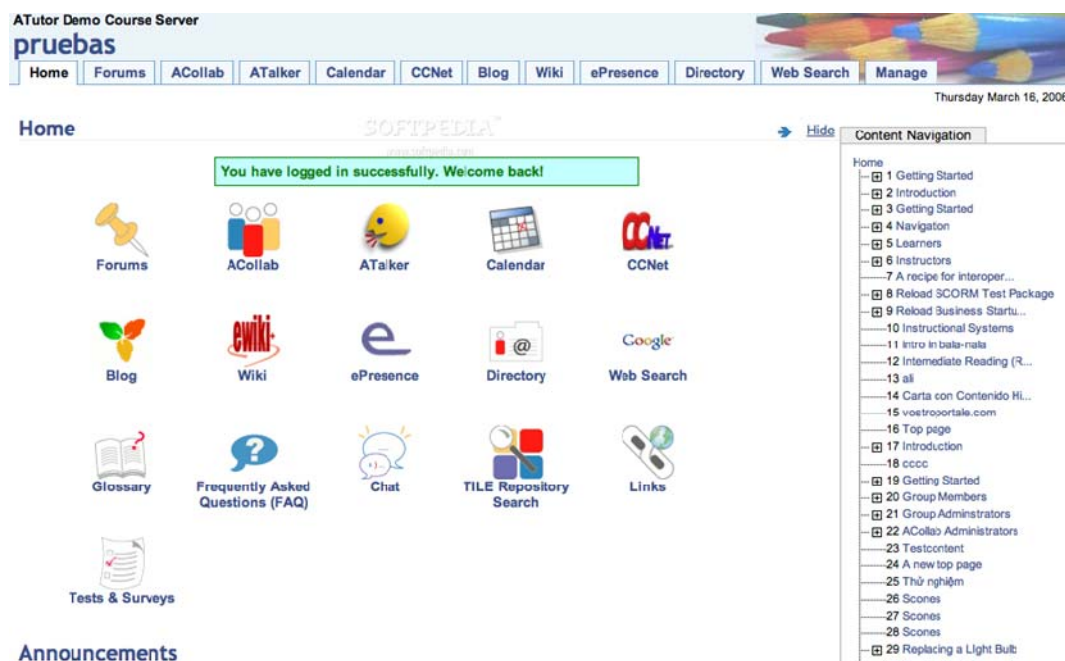 ATutor Demo Course Server
pruebas
Home Forums ACollab ATalker Calendar CCNet Blog Wiki ePresence Directory Web Search Manage
Thursday March 16, 2006
Home
SOFTPEDIA
www.softpedia.com
Hide
Content Navigation
You have logged in successfully. Welcome back!
CCNET
Forums ACollab ATalker Calendar CCNet
ewiki+
e
@
Google
Blog Wiki ePresence Directory Web Search
?
?
Glossary Frequently Asked Questions (FAQ) Chat TILE Repository Search Links
Tests & Surveys
Announcements
Home
1 Getting Started
2 Introduction
3 Getting Started
4 Navigation
5 Learners
6 Instructors
7 A recipe for interoper...
8 Reload SCORM Test Package
9 Reload Business Startu...
10 Instructional Systems
11 intro in bala-nala
12 Intemediate Reading (R...
13 ali
14 Carta con Contenido Hi...
15 vostroportale.com
16 Top page
17 Introduction
18 cccc
19 Getting Started
20 Group Members
21 Group Adminstrators
22 ACollab Administrators
23 Testcontent
24 A new top page
25 Thử nghiệm
26 Scones
27 Scones
28 Scones
29 Replacing a Light Bulb